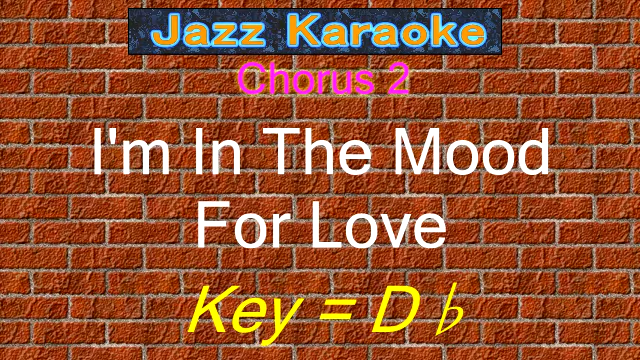 Jazz Karaoke
Chorus 2
I'm In The Mood
For Love
Key = D♭